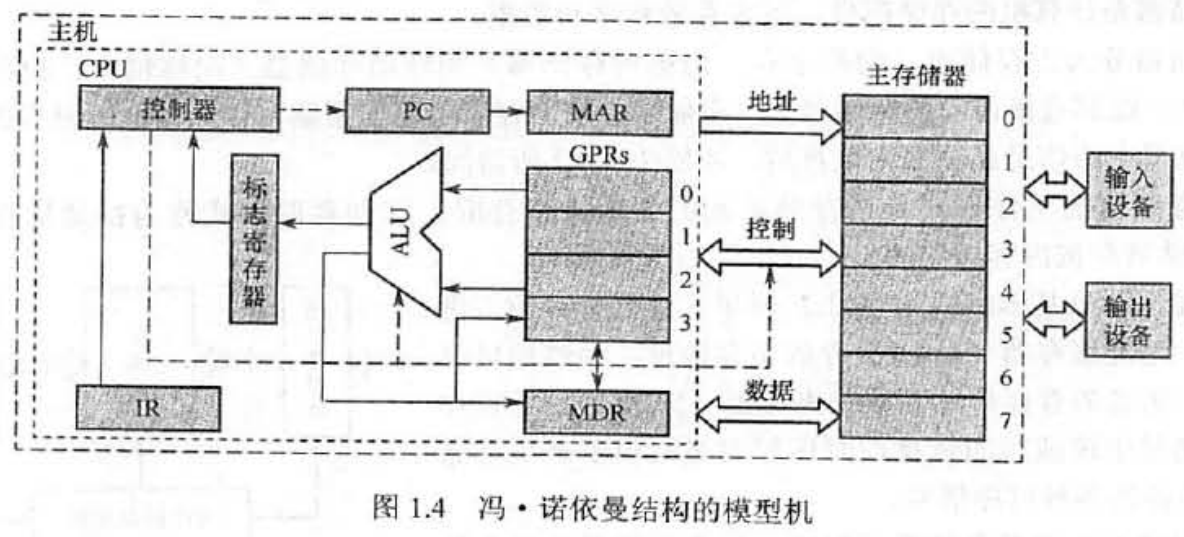 主机
CPU
控制器
PC
MAR
地址
主存储器
GPRs
标志寄存器
ALU
0
1
2
3
控制
0
1
2
3
4
5
6
7
输入设备
输出设备
IR
MDR
数据
图 1.4 冯·诺依曼结构的模型机